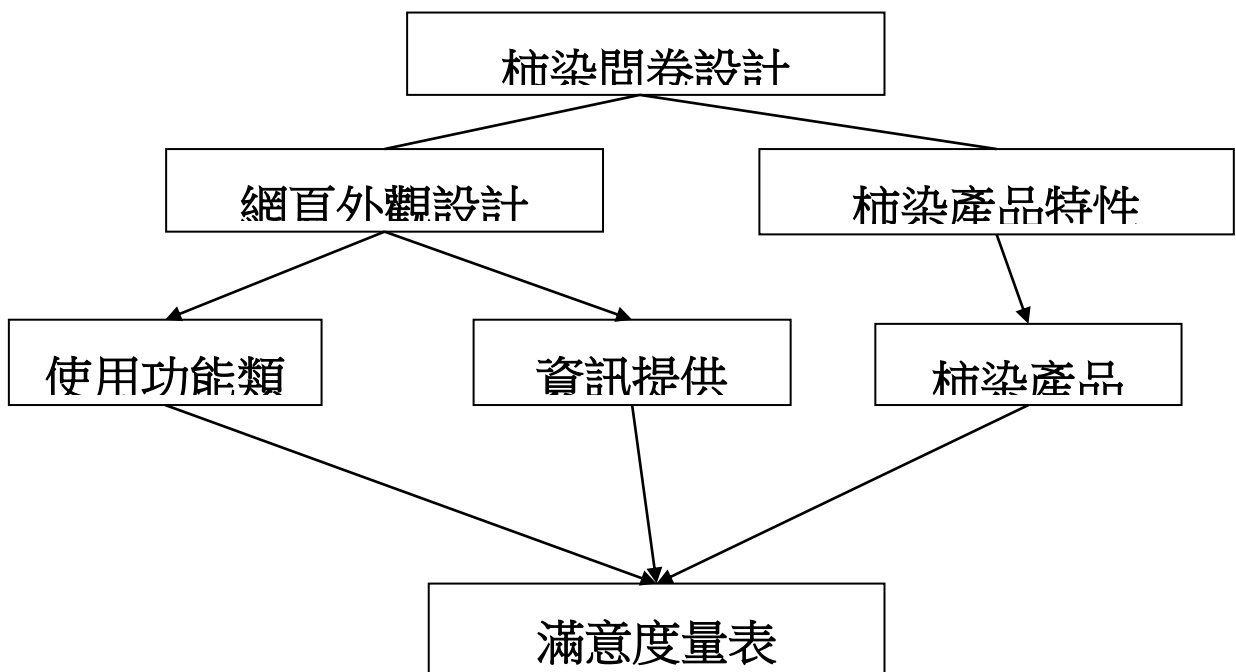 柿染問卷設計
網頁外觀設計
柿染產品特性
使用功能類
資訊提供
柿染產品
滿意度量表